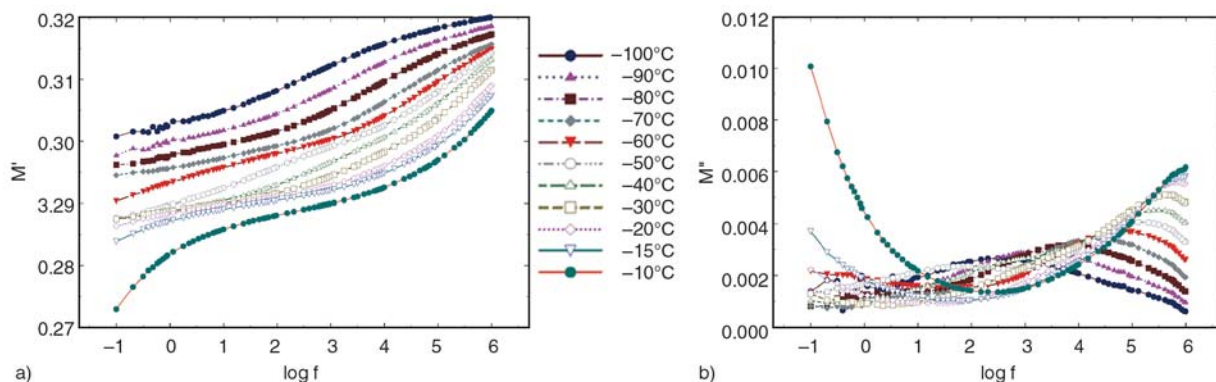 0.32
0.31
0.30
3.29
0.28
0.27
M'
−1 0 1 2 3 4 5 6
a)
log f
−100°C
−90°C
−80°C
−70°C
−60°C
−50°C
−40°C
−30°C
−20°C
−15°C
−10°C
0.012
0.010
0.008
0.006
0.004
0.002
0.000
M"
−1 0 1 2 3 4 5 6
b)
log f